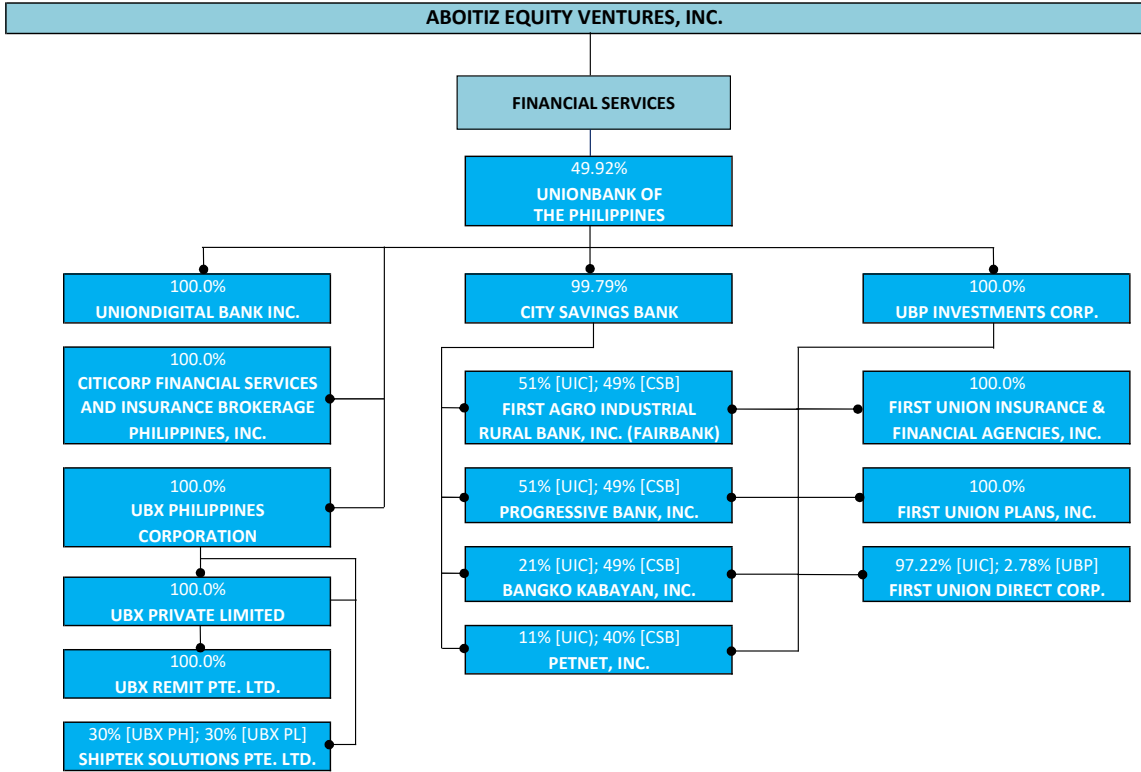 ABOITIZ EQUITY VENTURES, INC.
FINANCIAL SERVICES
49.92%
UNIONBANK OF
THE PHILIPPINES
100.0%
UNIONDIGITAL BANK INC.
99.79%
CITY SAVINGS BANK
100.0%
UBP INVESTMENTS CORP.
100.0%
CITICORP FINANCIAL SERVICES
AND INSURANCE BROKERAGE
PHILIPPINES, INC.
51% [UIC]; 49% [CSB]
FIRST AGRO INDUSTRIAL
RURAL BANK, INC. (FAIRBANK)
100.0%
FIRST UNION INSURANCE &
FINANCIAL AGENCIES, INC.
100.0%
UBX PHILIPPINES
CORPORATION
51% [UIC]; 49% [CSB]
PROGRESSIVE BANK, INC.
100.0%
FIRST UNION PLANS, INC.
100.0%
UBX PRIVATE LIMITED
21% [UIC]; 49% [CSB]
BANGKO KABAYAN, INC.
97.22% [UIC]; 2.78% [UBP]
FIRST UNION DIRECT CORP.
100.0%
UBX REMIT PTE. LTD.
11% [UIC); 40% [CSB]
PETNET, INC.
30% [UBX PH]; 30% [UBX PL]
SHIPTEK SOLUTIONS PTE. LTD.